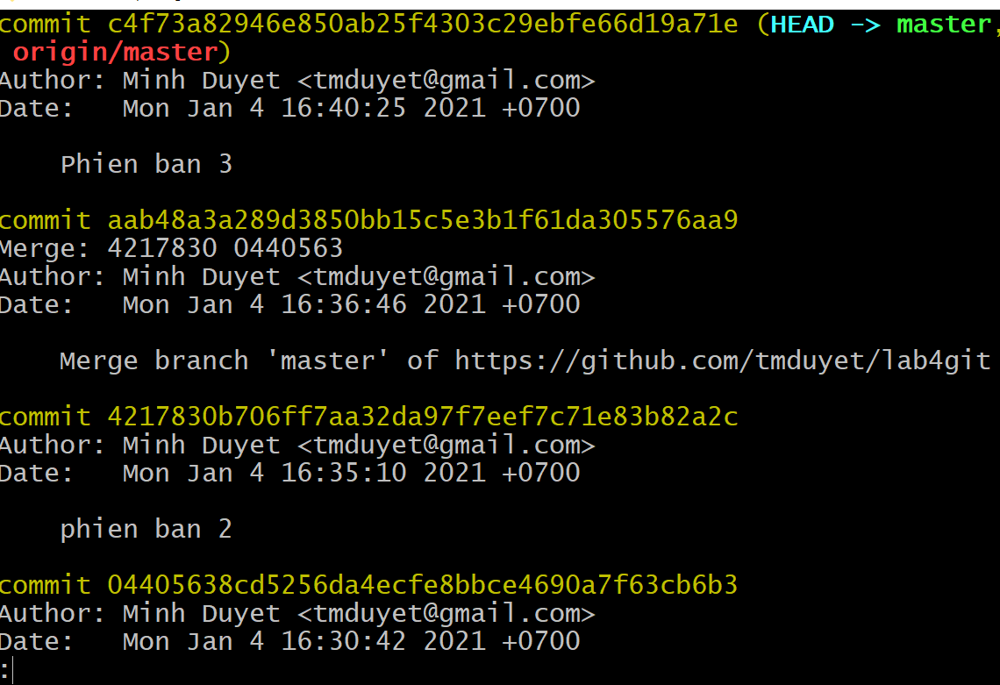 commit c4f73a82946e850ab25f4303c29ebfe66d19a71e (HEAD -> master,
origin/master)
Author: Minh Duyet <tmduyet@gmail.com>
Date:   Mon Jan 4 16:40:25 2021 +0700
Phien ban 3
commit aab48a3a289d3850bb15c5e3b1f61da305576aa9
Merge: 4217830 0440563
Author: Minh Duyet <tmduyet@gmail.com>
Date:   Mon Jan 4 16:36:46 2021 +0700
Merge branch 'master' of https://github.com/tmduyet/lab4git
commit 4217830b706ff7aa32da97f7eef7c71e83b82a2c
Author: Minh Duyet <tmduyet@gmail.com>
Date:   Mon Jan 4 16:35:10 2021 +0700
phien ban 2
commit 04405638cd5256da4ecfe8bbce4690a7f63cb6b3
Author: Minh Duyet <tmduyet@gmail.com>
Date:   Mon Jan 4 16:30:42 2021 +0700
: